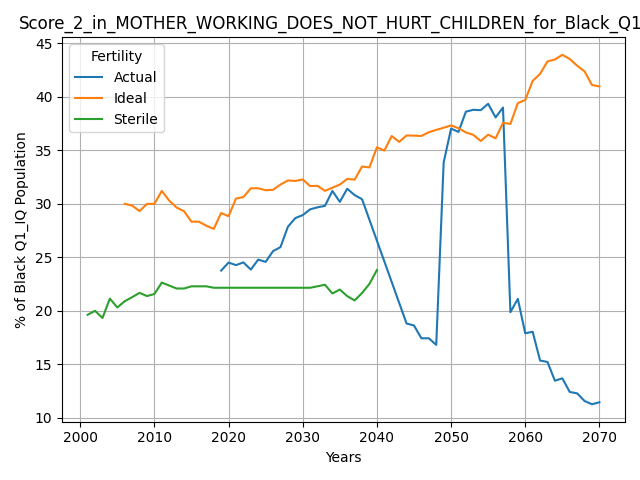 Score_2_in_MOTHER_WORKING_DOES_NOT_HURT_CHILDREN_for_Black_Q1
Fertility
Actual
Ideal
Sterile
% of Black Q1_IQ Population
45
40
35
30
25
20
15
10
2000 2010 2020 2030 2040 2050 2060 2070
Years